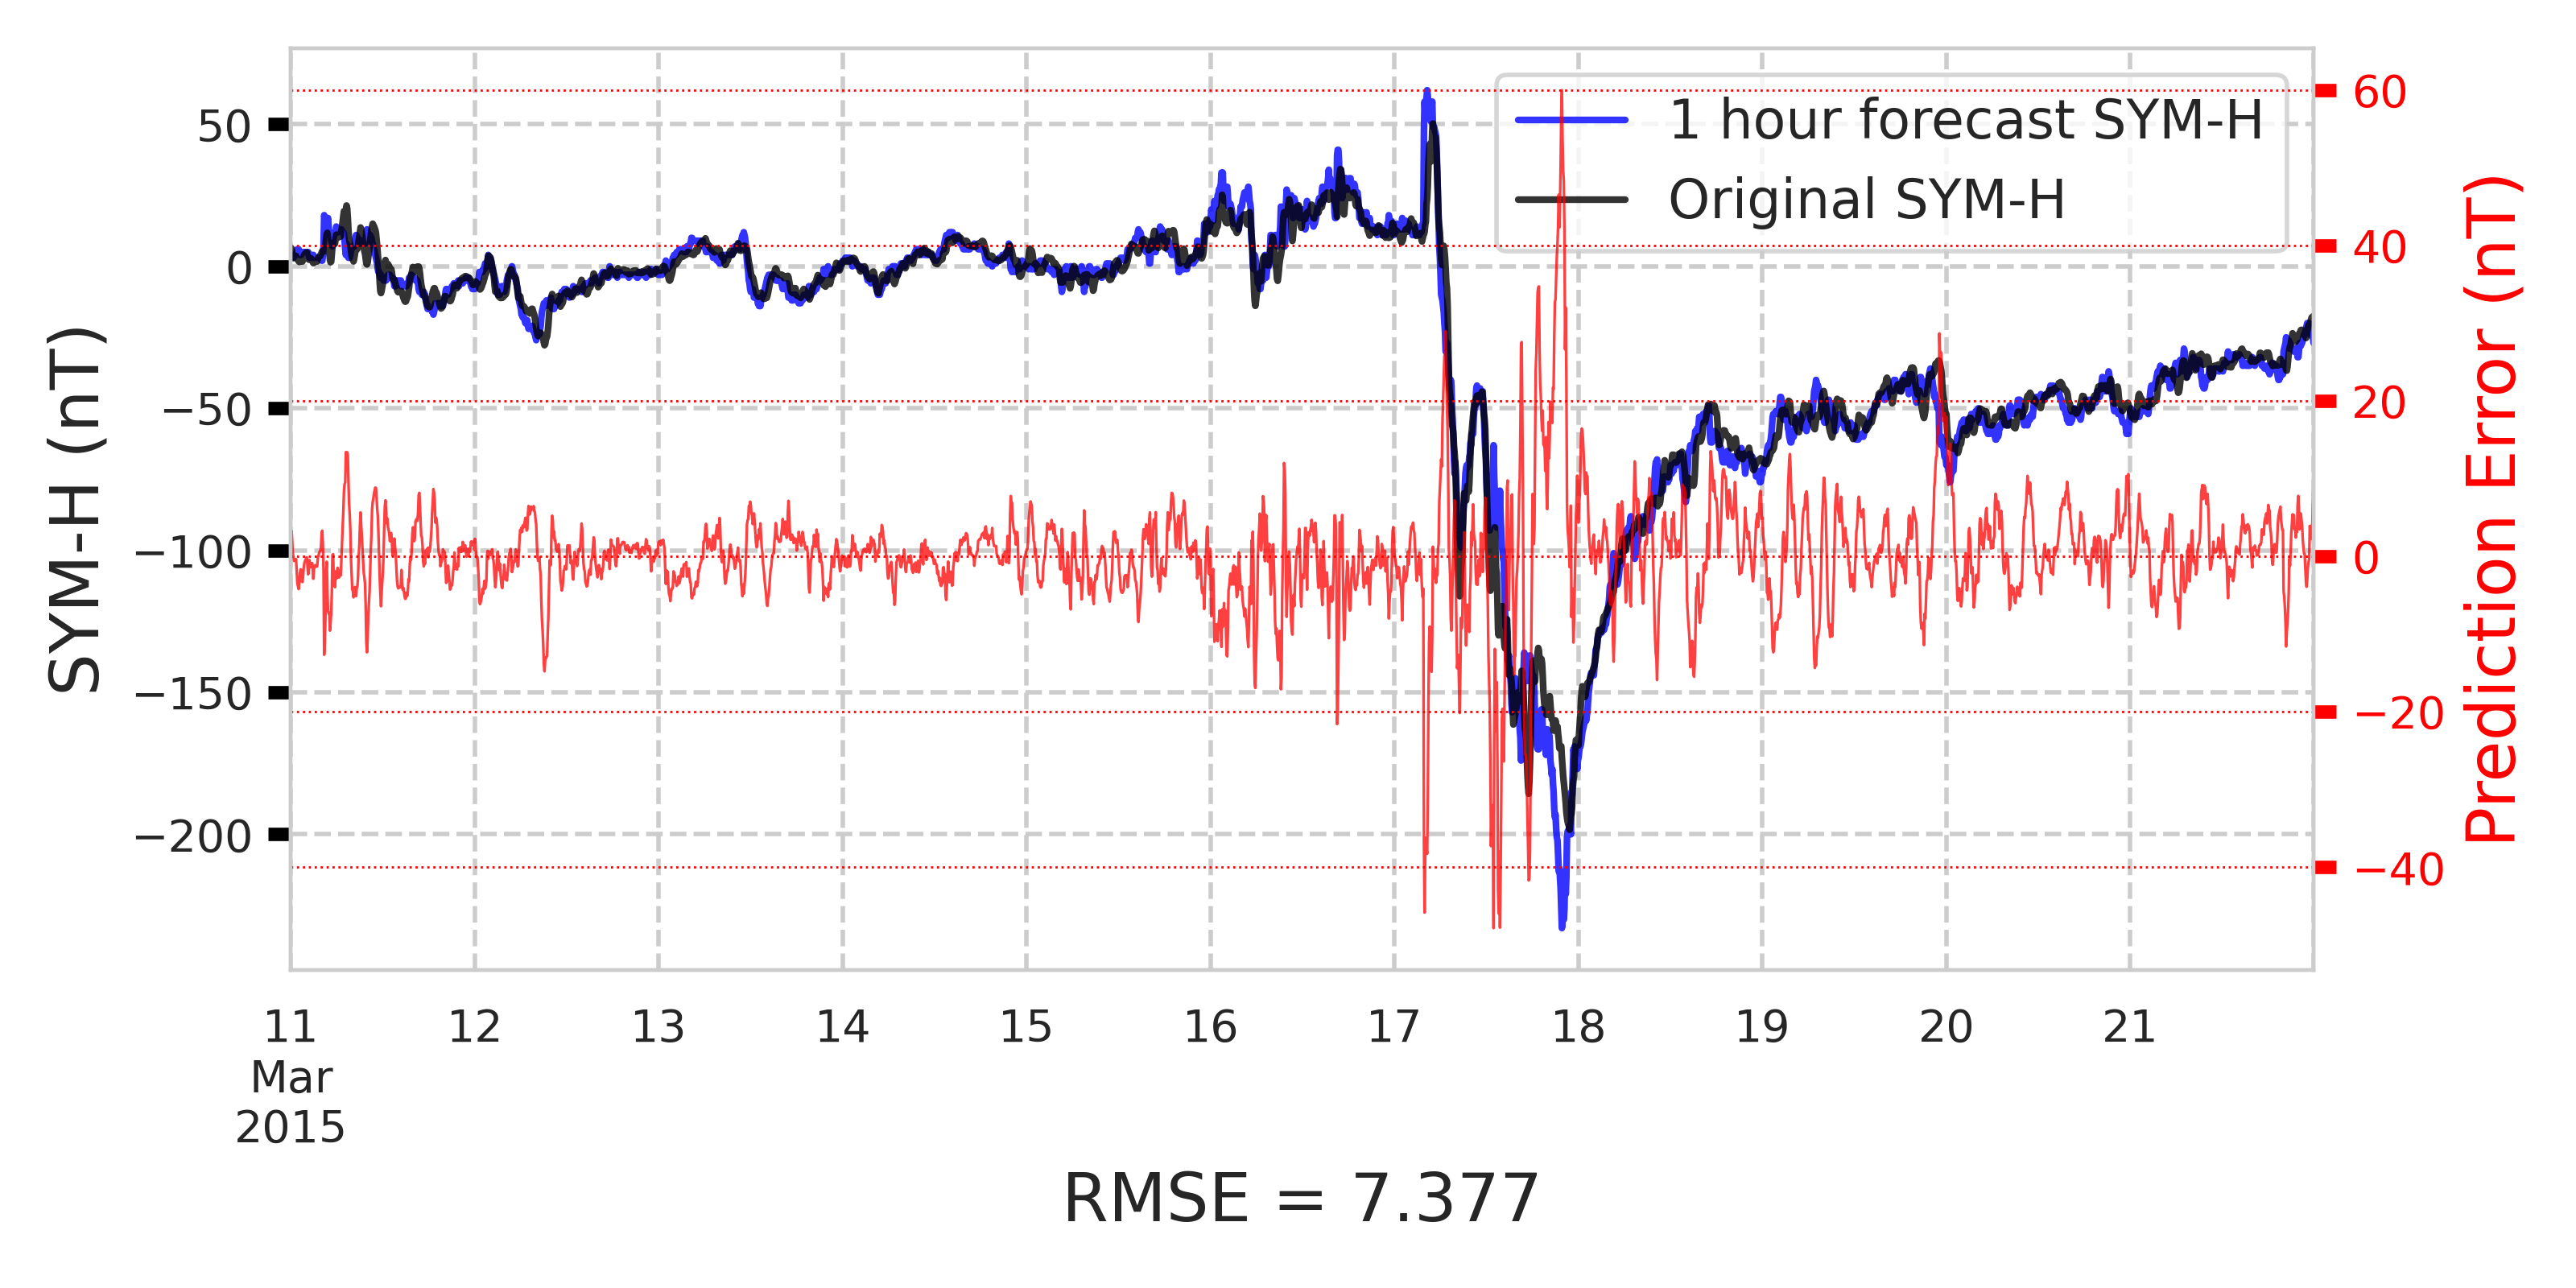 1 hour forecast SYM-H
Original SYM-H
SYM-H (nT)
50
0
−50
−100
−150
−200
Prediction Error (nT)
60
40
20
0
−20
−40
11 12 13 14 15 16 17 18 19 20 21
Mar
2015
RMSE = 7.377